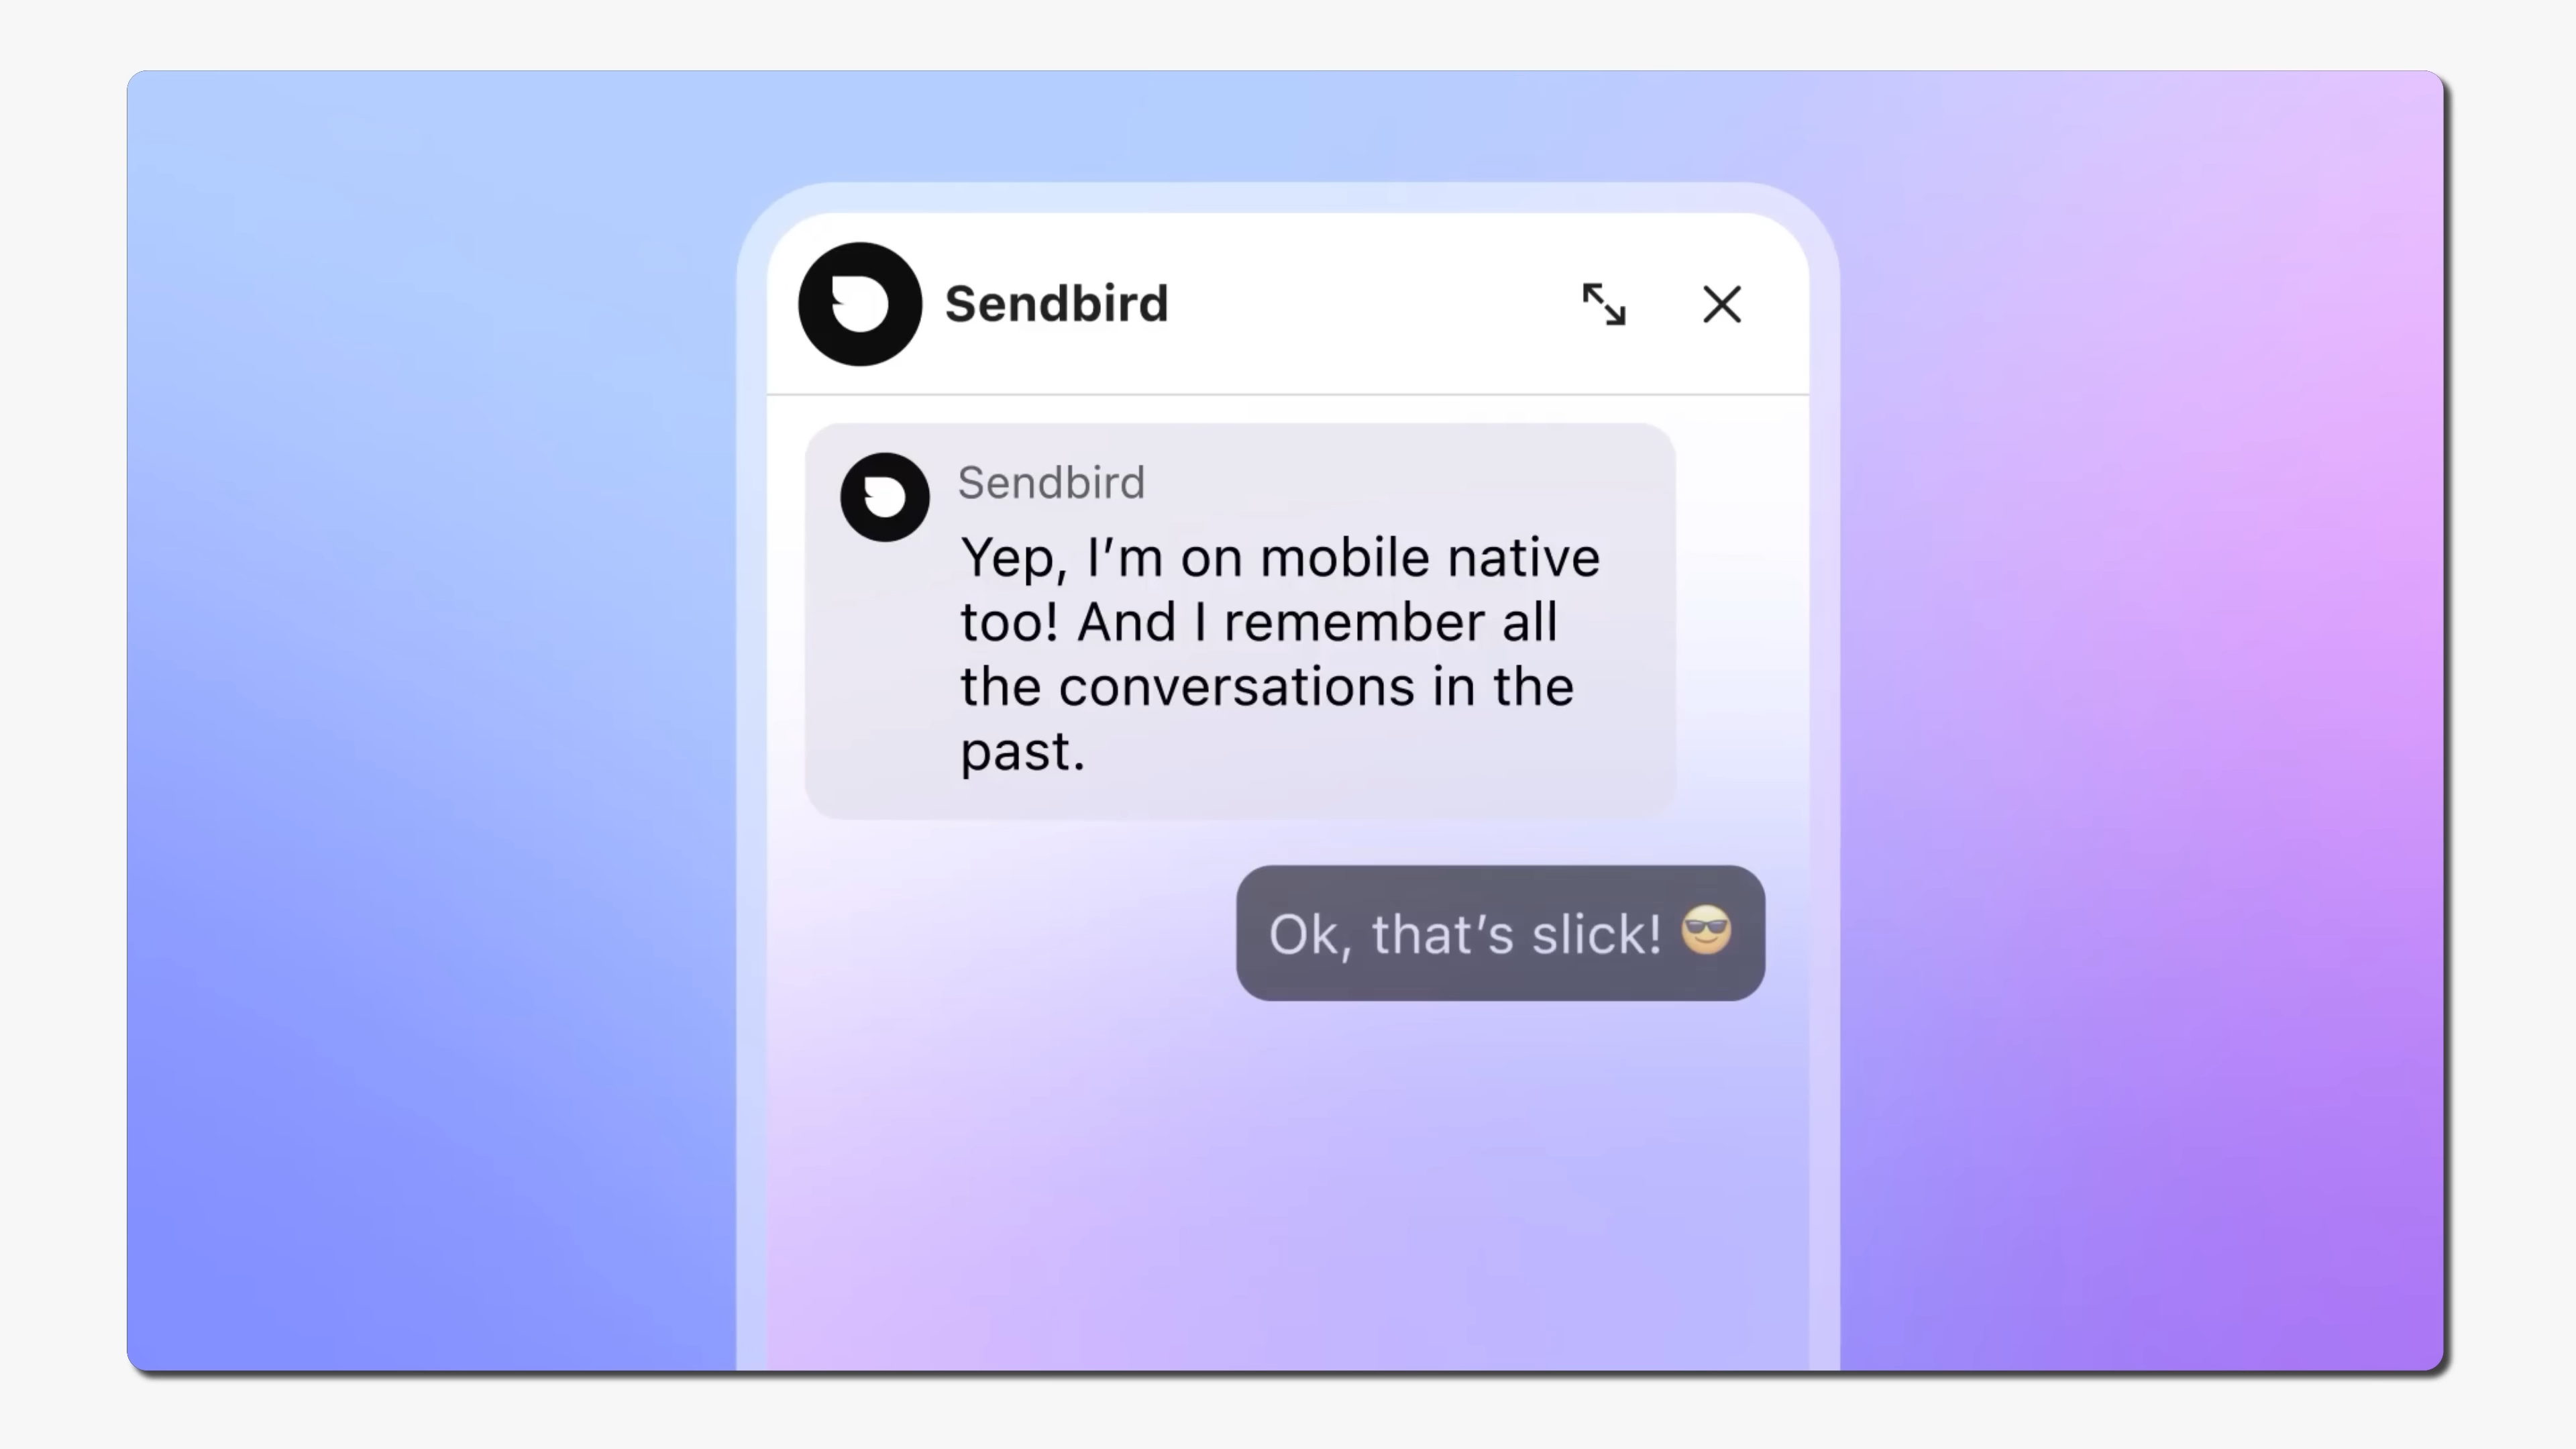 Sendbird
Sendbird
Yep, I’m on mobile native
too! And I remember all
the conversations in the
past.
Ok, that’s slick! 😎